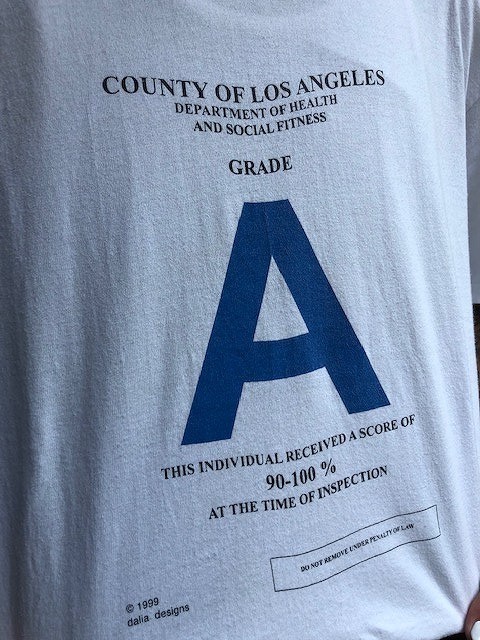 COUNTY OF LOS ANGELES
DEPARTMENT OF HEALTH
AND SOCIAL FITNESS
GRADE
A
THIS INDIVIDUAL RECEIVED A SCORE OF
90-100 %
AT THE TIME OF INSPECTION
DO NOT REMOVE UNDER PENALTY OF LAW
© 1999
dalia designs